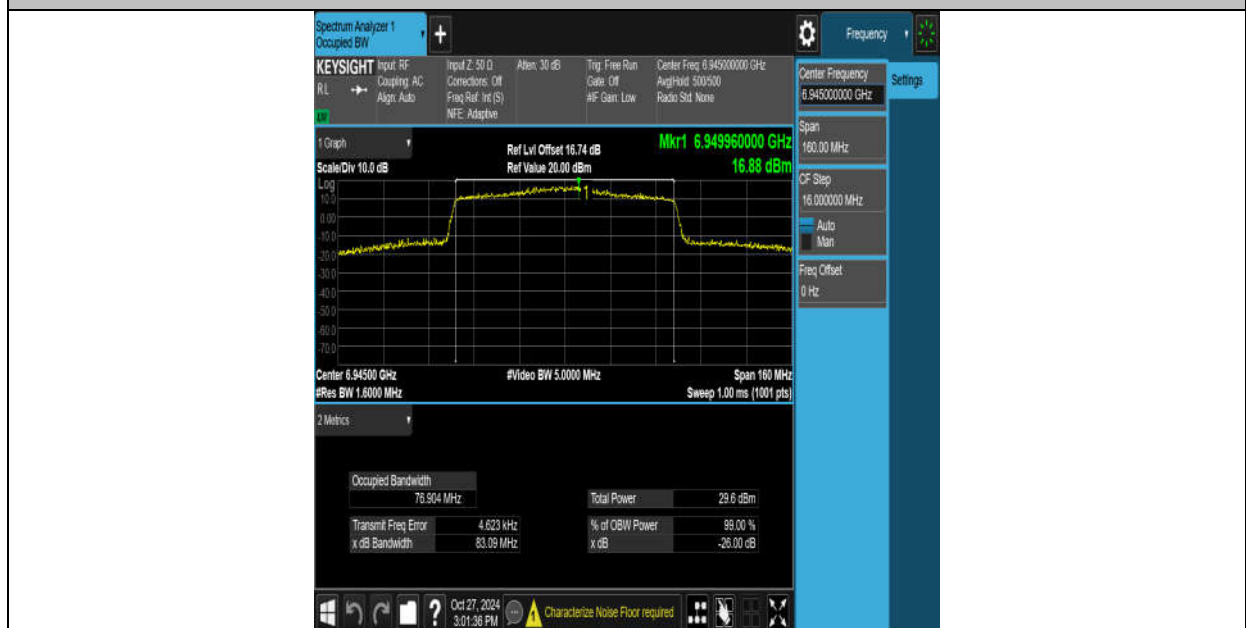 Spectrum Analyzer 1
Occupied BW
+
Frequency
KEYSIGHT Input: RF
Coupling: AC
Align: Auto
RL
Input Z: 50 Ω
Corrections: Off
Freq Ref: Int (S)
NFE: Adaptive
Atten: 30 dB
Trig: Free Run
Gate: Off
#IF Gain: Low
Center Freq: 6.945000000 GHz
Avg|Hold: 500/500
Radio Std: None
Center Frequency
6.945000000 GHz
Settings
Span
160.00 MHz
CF Step
16.000000 MHz
Auto
Man
Freq Offset
0 Hz
1 Graph
Scale/Div 10.0 dB
Ref Lvl Offset 16.74 dB
Ref Value 20.00 dBm
Mkr1 6.949960000 GHz
16.88 dBm
Log
10.0
0.00
-10.0
-20.0
-30.0
-40.0
-50.0
-60.0
-70.0
1
Center 6.94500 GHz
#Res BW 1.6000 MHz
#Video BW 5.0000 MHz
Span 160 MHz
Sweep 1.00 ms (1001 pts)
2 Metrics
Occupied Bandwidth
76.904 MHz
Total Power 29.6 dBm
Transmit Freq Error 4.623 kHz
% of OBW Power 99.00 %
x dB Bandwidth 83.09 MHz
x dB -26.00 dB
Oct 27, 2024
3:01:36 PM
Characterize Noise Floor required